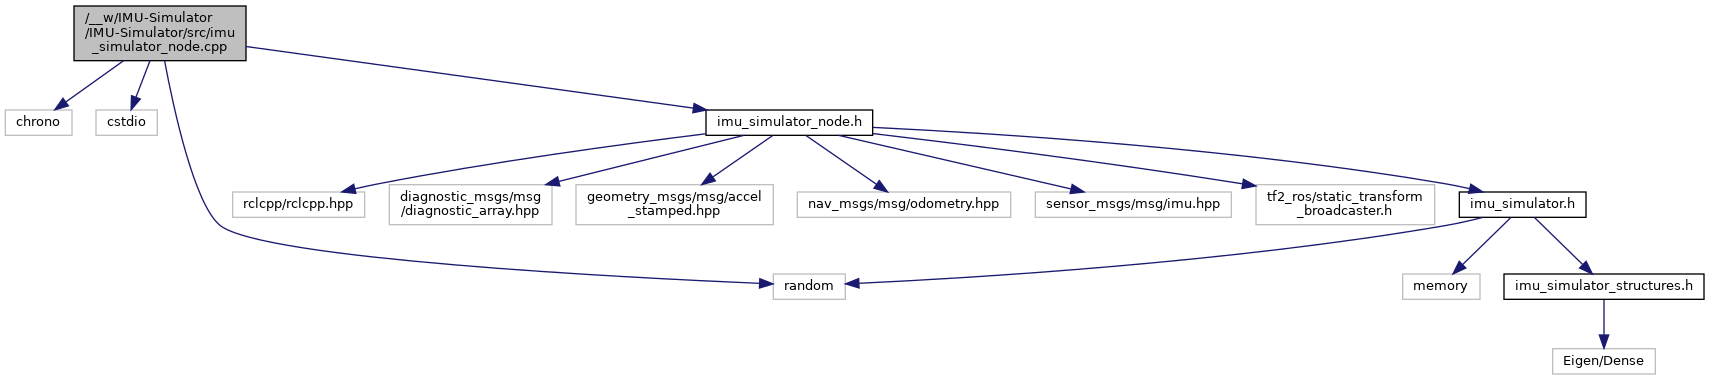 /__w/IMU-Simulator
/IMU-Simulator/src/imu
_simulator_node.cpp
chrono
cstdio
imu_simulator_node.h
rclcpp/rclcpp.hpp
diagnostic_msgs/msg
/diagnostic_array.hpp
geometry_msgs/msg/accel
_stamped.hpp
nav_msgs/msg/odometry.hpp
sensor_msgs/msg/imu.hpp
tf2_ros/static_transform
_broadcaster.h
imu_simulator.h
random
memory
imu_simulator_structures.h
Eigen/Dense